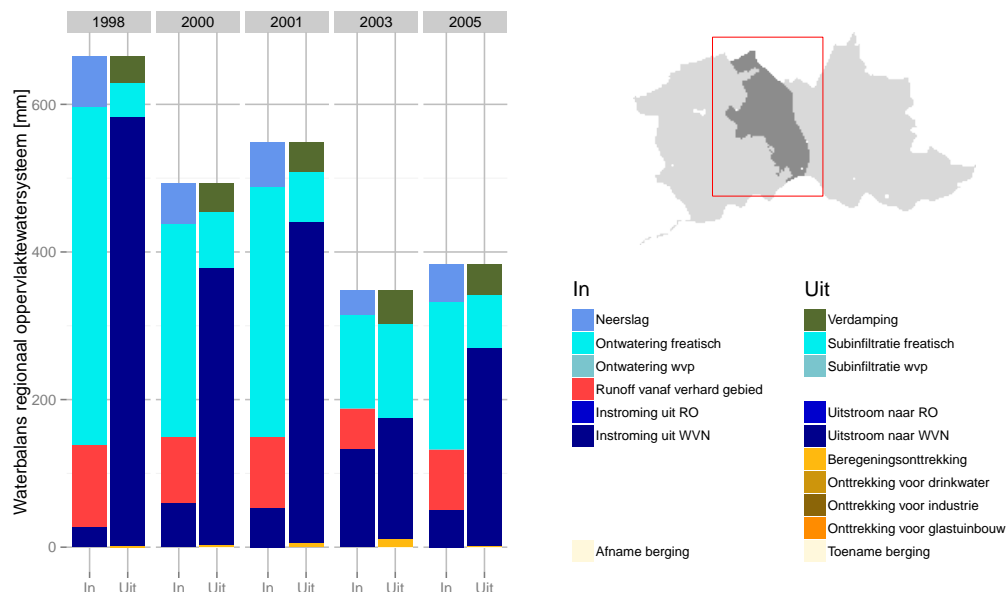 1998 2000 2001 2003 2005
Waterbalans regionaal oppervlaktewatersysteem [mm]
600
400
200
0
In Uit In Uit In Uit In Uit In Uit
In
Neerslag
Ontwatering freatisch
Ontwatering wvp
Runoff vanaf verhard gebied
Instroming uit RO
Instroming uit WVN
Afname berging
Uit
Verdamping
Subinfiltratie freatisch
Subinfiltratie wvp
Uitstroom naar RO
Uitstroom naar WVN
Beregeningsonttrekking
Onttrekking voor drinkwater
Onttrekking voor industrie
Onttrekking voor glastuinbouw
Toename berging